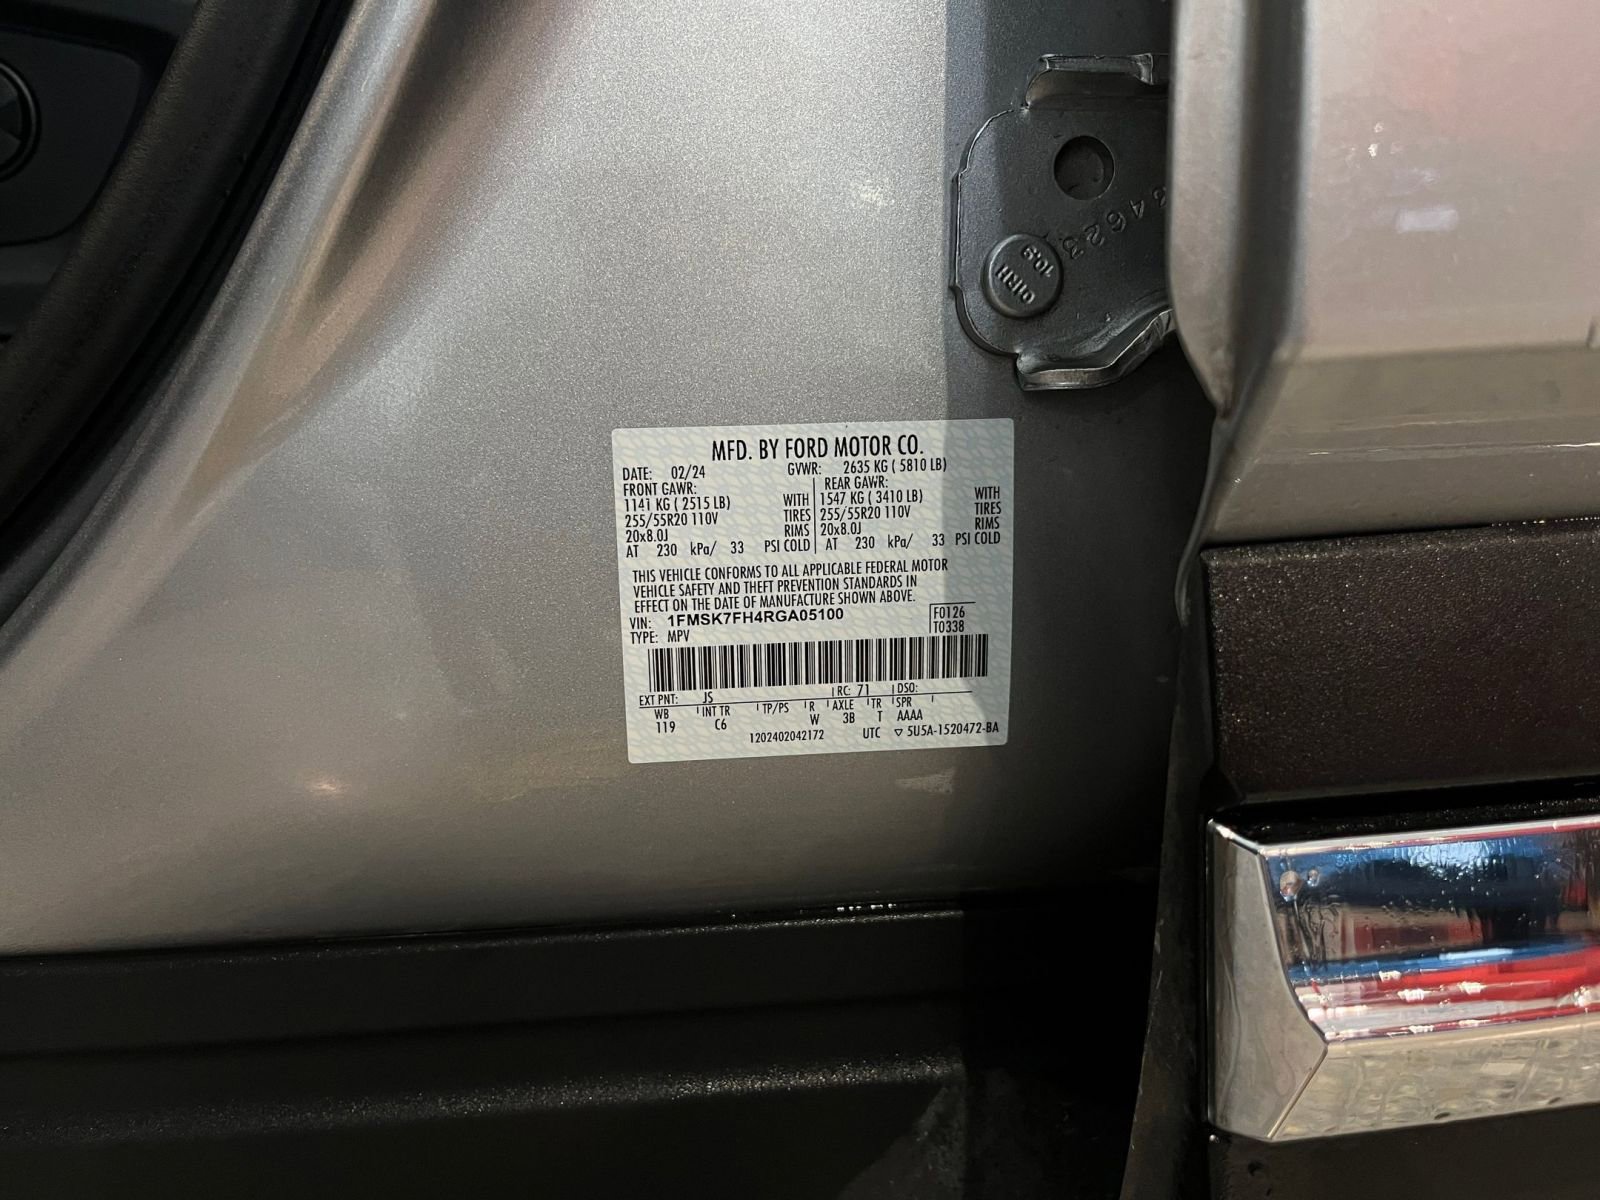 34623
10.9
MFD. BY FORD MOTOR CO.
DATE: 02/24 GVWR: 2635 KG ( 5810 LB)
FRONT GAWR: REAR GAWR:
1141 KG ( 2515 LB) WITH 1547 KG ( 3410 LB) WITH
255/55R20 110V TIRES 255/55R20 110V TIRES
20x8.0J RIMS 20x8.0J RIMS
AT 230 kPa/ 33 PSI COLD AT 230 kPa/ 33 PSI COLD
THIS VEHICLE CONFORMS TO ALL APPLICABLE FEDERAL MOTOR
VEHICLE SAFETY AND THEFT PREVENTION STANDARDS IN
EFFECT ON THE DATE OF MANUFACTURE SHOWN ABOVE.
VIN: 1FMSK7FH4RGA05100 F0126
TYPE: MPV T0338
EXT PNT: JS RC: 71 DSO:
WB INT TR TP/PS R AXLE TR SPR
119 C6 W 3B T AAAA
1202402042172 UTC ▽ 5U5A-1520472-BA